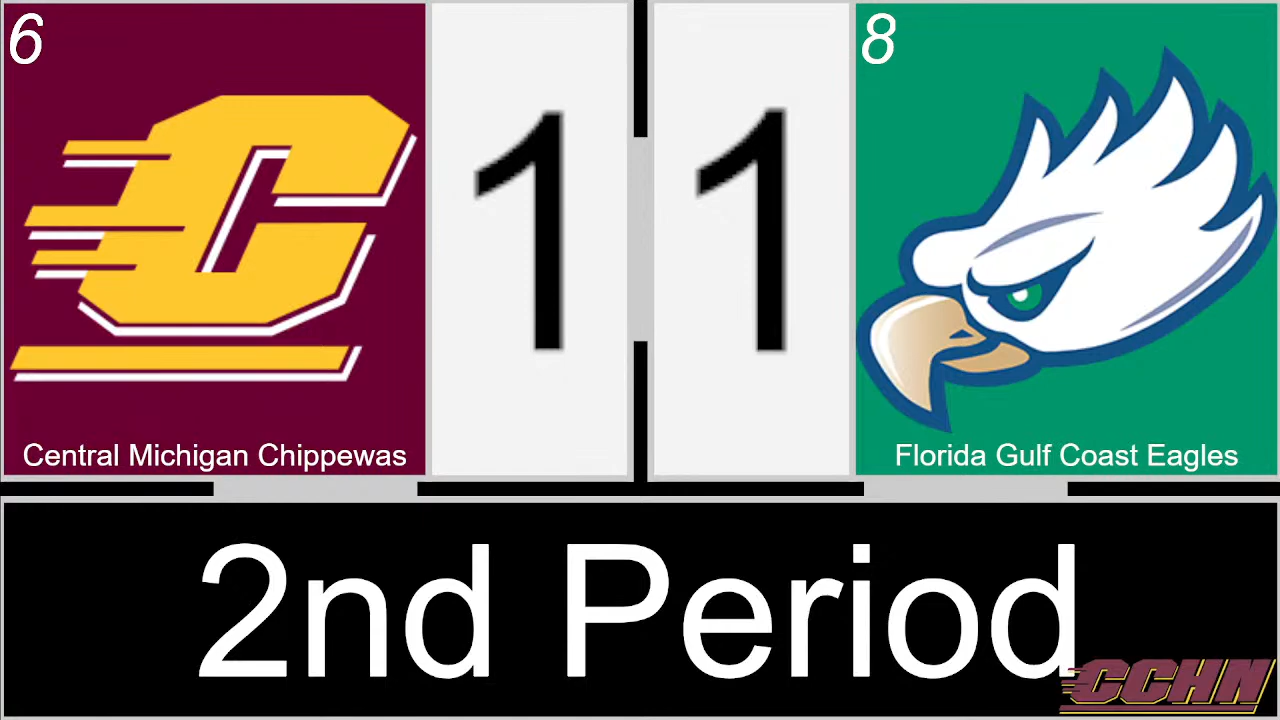 6
8
C
1
1
Central Michigan Chippewas
Florida Gulf Coast Eagles
2nd Period
CCHN